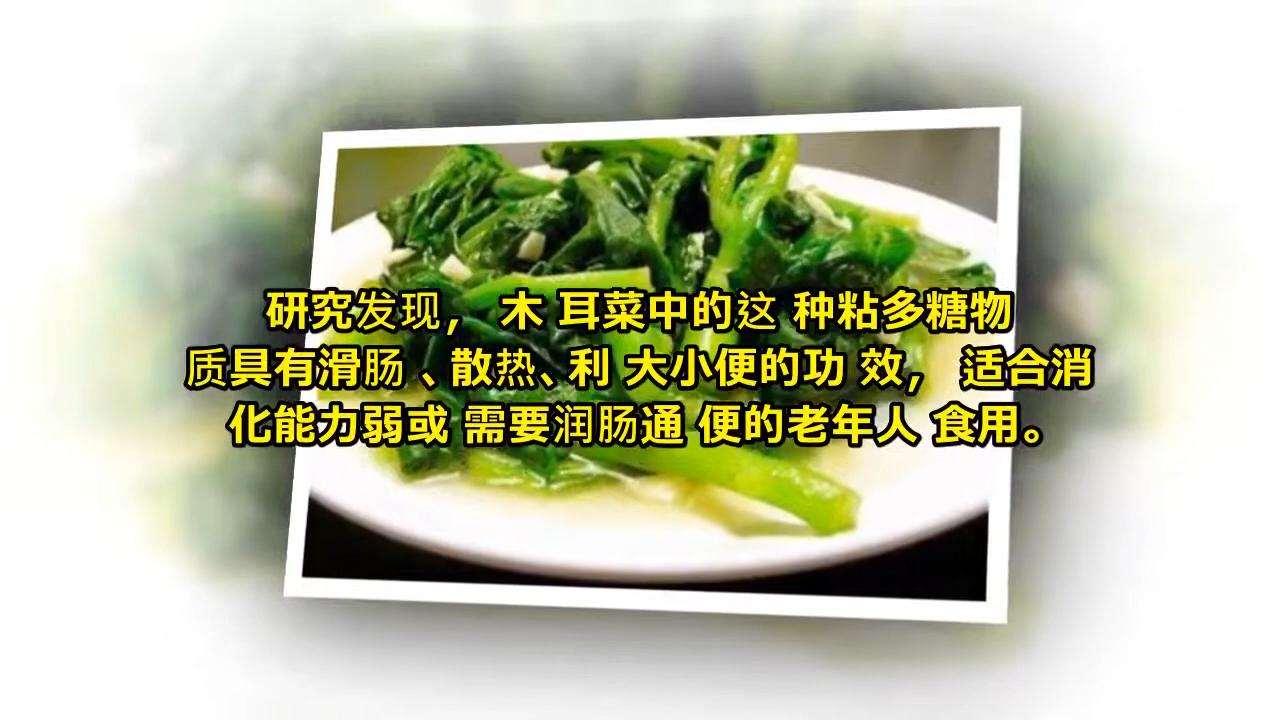 研究发现， 木 耳菜中的这 种粘多糖物
质具有滑肠 、散热、利 大小便的功 效， 适合消
化能力弱或 需要润肠通 便的老年人 食用。